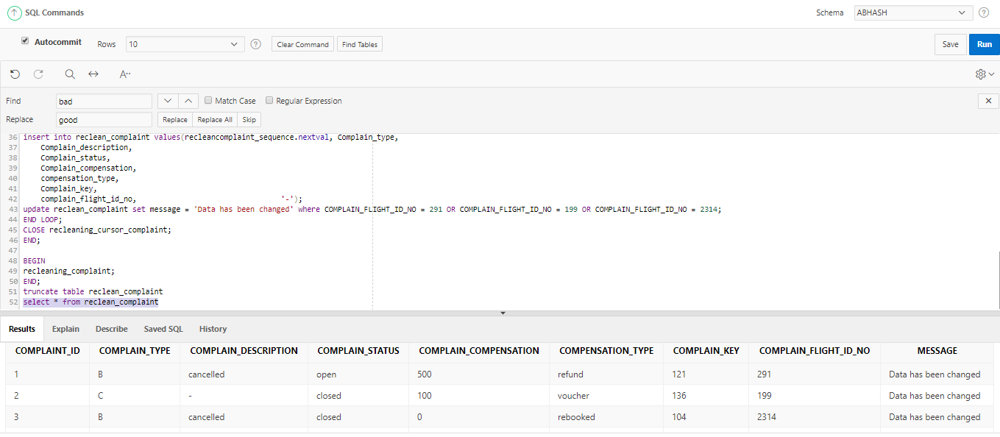 SQL Commands Schema ABHASH
Autocommit Rows 10 Clear Command Find Tables Save Run
A
Find bad Match Case Regular Expression
Replace good Replace Replace All Skip
36 insert into reclean_complaint values(recleancomplaint_sequence.nextval, Complain_type,
37 Complain_description,
38 Complain_status,
39 Complain_compensation,
40 compensation_type,
41 Complain_key,
42 complain_flight_id_no, '-');
43 update reclean_complaint set message = 'Data has been changed' where COMPLAIN_FLIGHT_ID_NO = 291 OR COMPLAIN_FLIGHT_ID_NO = 199 OR COMPLAIN_FLIGHT_ID_NO = 2314;
44 END LOOP;
45 CLOSE recleaning_cursor_complaint;
46 END;
47
48 BEGIN
49 recleaning_complaint;
50 END;
51 truncate table reclean_complaint
52 select * from reclean_complaint
Results Explain Describe Saved SQL History
COMPLAINT_ID COMPLAIN_TYPE COMPLAIN_DESCRIPTION COMPLAIN_STATUS COMPLAIN_COMPENSATION COMPENSATION_TYPE COMPLAIN_KEY COMPLAIN_FLIGHT_ID_NO MESSAGE
1 B cancelled open 500 refund 121 291 Data has been changed
2 C - closed 100 voucher 136 199 Data has been changed
3 B cancelled closed 0 rebooked 104 2314 Data has been changed